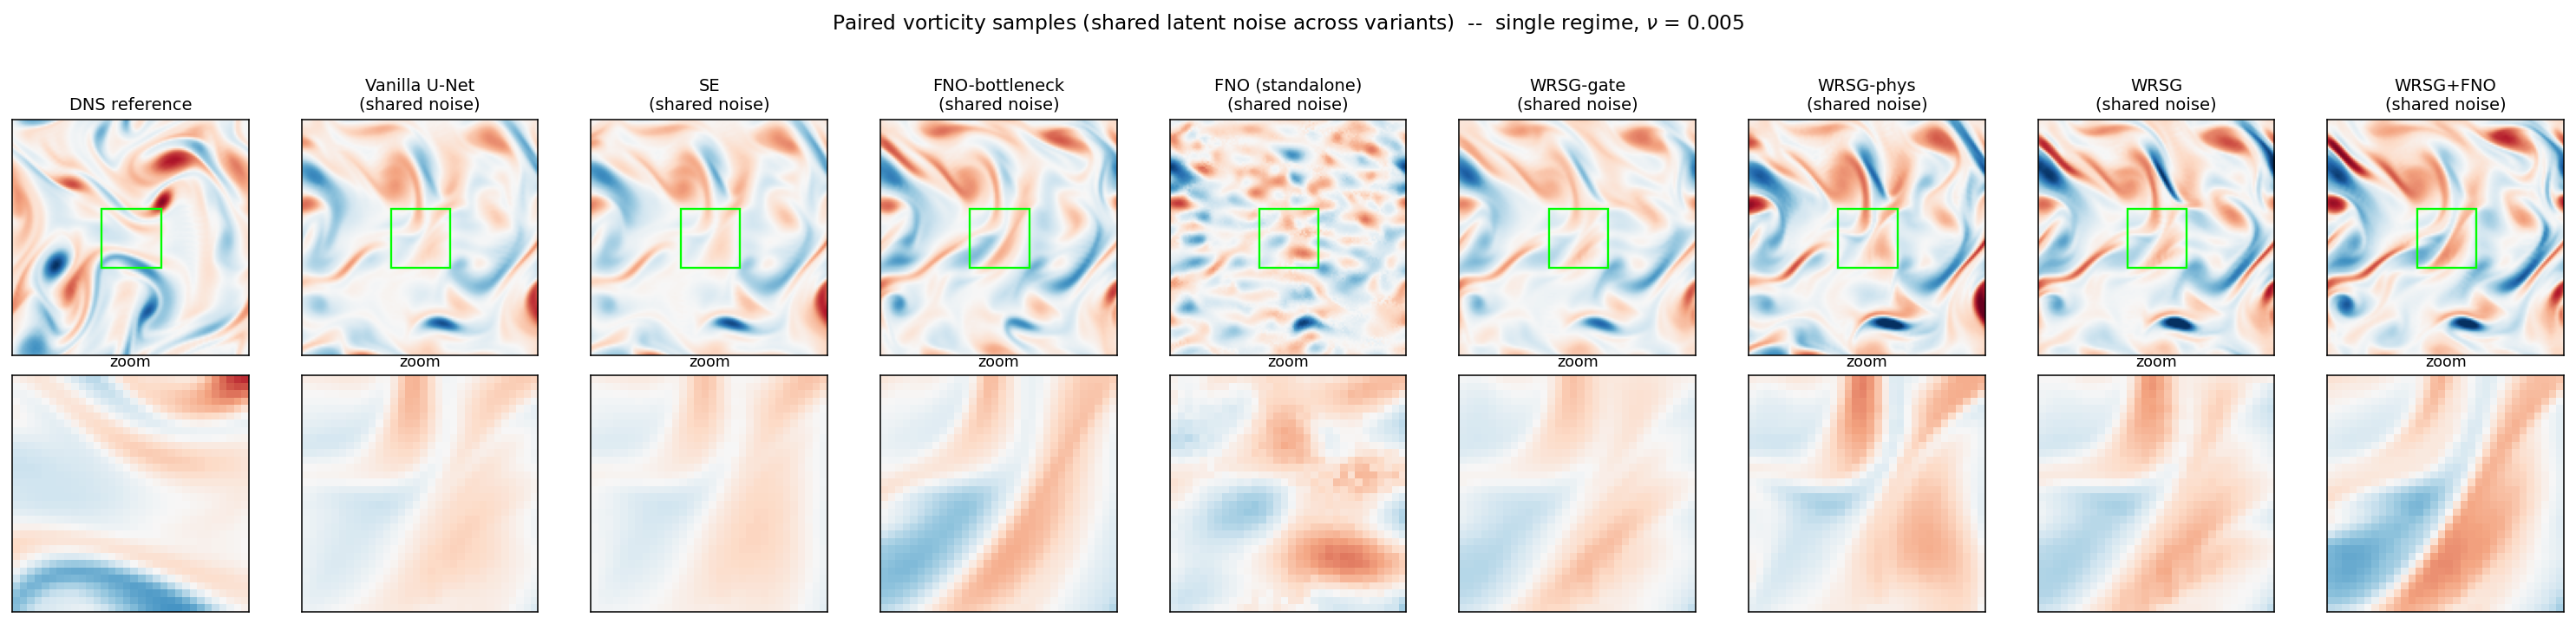 Paired vorticity samples (shared latent noise across variants)  --  single regime, ν = 0.005
DNS reference
Vanilla U-Net
(shared noise)
SE
(shared noise)
FNO-bottleneck
(shared noise)
FNO (standalone)
(shared noise)
WRSG-gate
(shared noise)
WRSG-phys
(shared noise)
WRSG
(shared noise)
WRSG+FNO
(shared noise)
zoom
zoom
zoom
zoom
zoom
zoom
zoom
zoom
zoom